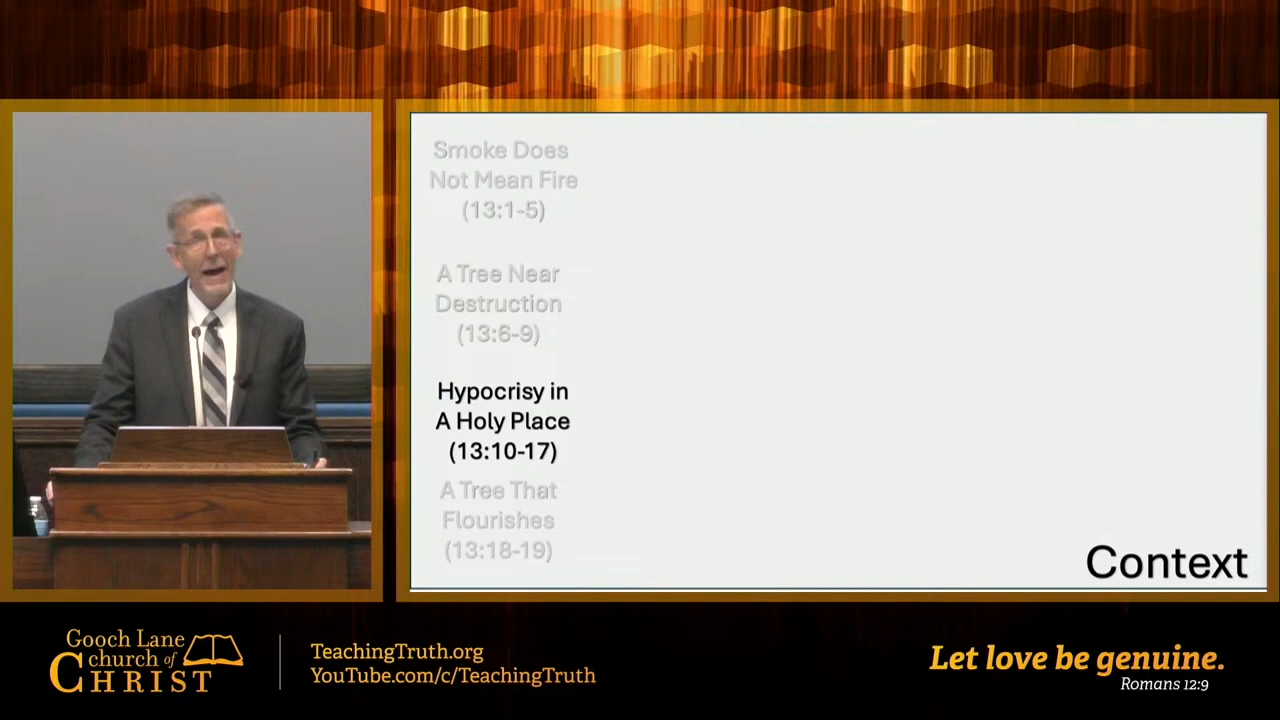 Smoke Does
Not Mean Fire
(13:1-5)
A Tree Near
Destruction
(13:6-9)
Hypocrisy in
A Holy Place
(13:10-17)
A Tree That
Flourishes
(13:18-19)
Context
Gooch Lane
church of
CHRIST
TeachingTruth.org
YouTube.com/c/TeachingTruth
Let love be genuine.
Romans 12:9